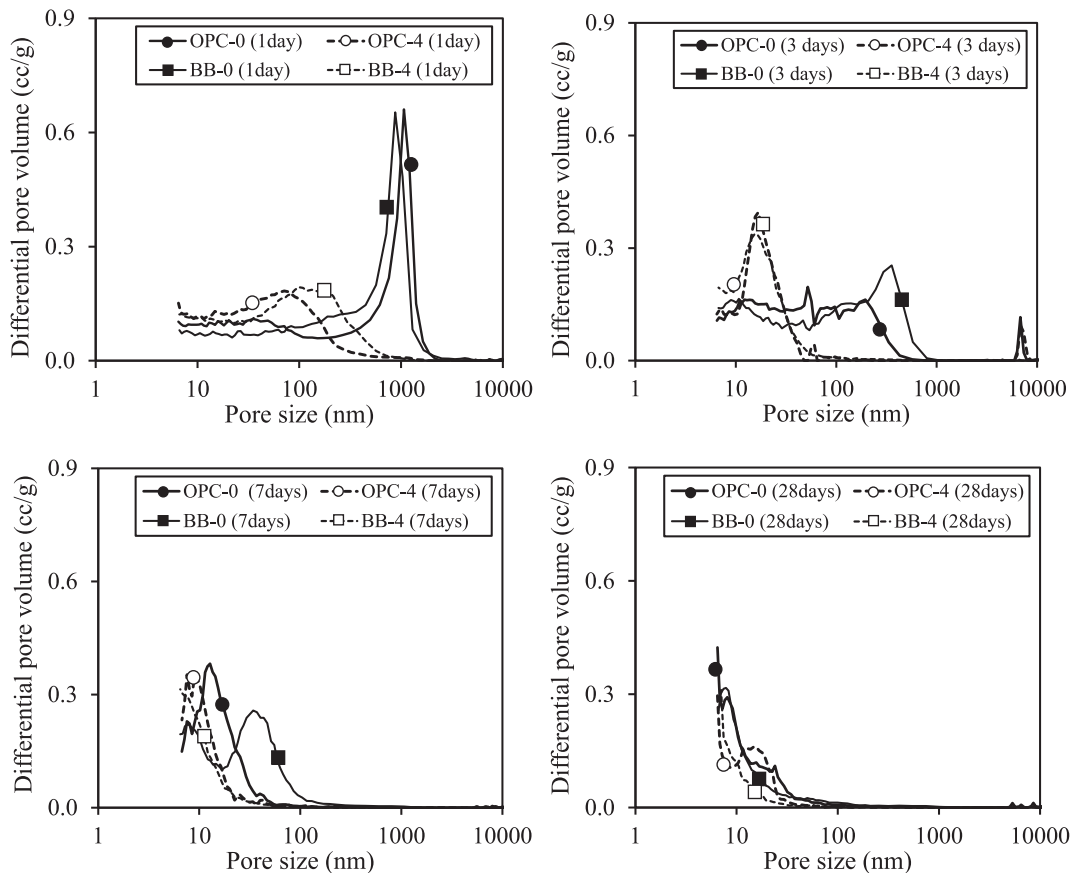 0.9
OPC-0 (1day) OPC-4 (1day)
BB-0 (1day) BB-4 (1day)
0.6
0.3
0.0
1 10 100 1000 10000
Pore size (nm)
Differential pore volume (cc/g)
0.9
OPC-0 (3 days) OPC-4 (3 days)
BB-0 (3 days) BB-4 (3 days)
0.6
0.3
0.0
1 10 100 1000 10000
Pore size (nm)
Differential pore volume (cc/g)
0.9
OPC-0 (7days) OPC-4 (7days)
BB-0 (7days) BB-4 (7days)
0.6
0.3
0.0
1 10 100 1000 10000
Pore size (nm)
Differential pore volume (cc/g)
0.9
OPC-0 (28days) OPC-4 (28days)
BB-0 (28days) BB-4 (28days)
0.6
0.3
0.0
1 10 100 1000 10000
Pore size (nm)
Differential pore volume (cc/g)